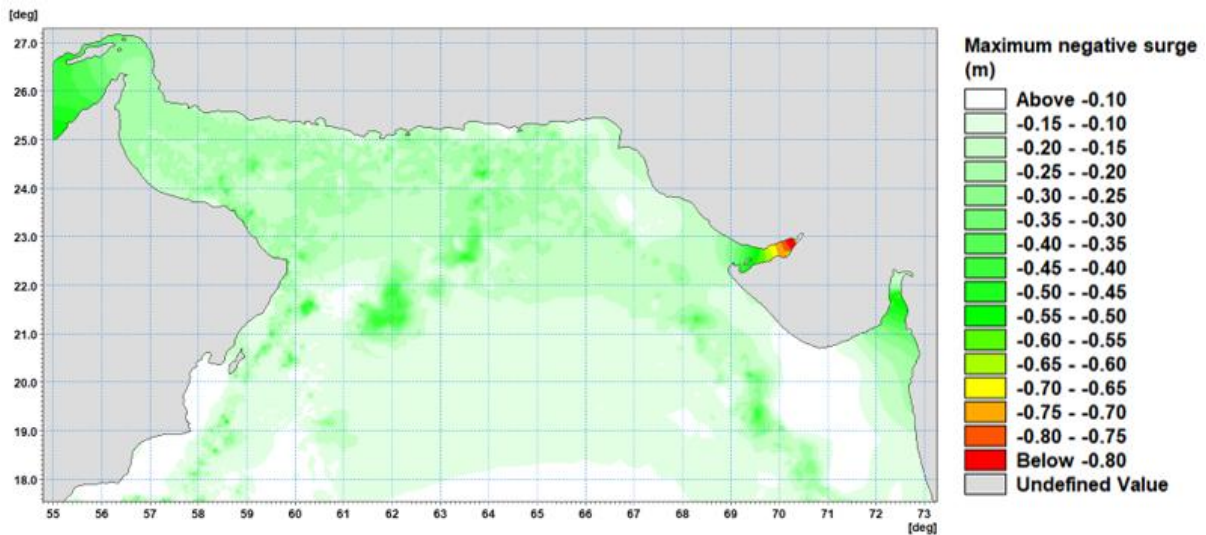 [deg]
27.0
26.0
25.0
24.0
23.0
22.0
21.0
20.0
19.0
18.0
55 56 57 58 59 60 61 62 63 64 65 66 67 68 69 70 71 72 73
[deg]
Maximum negative surge
(m)
Above -0.10
-0.15 - -0.10
-0.20 - -0.15
-0.25 - -0.20
-0.30 - -0.25
-0.35 - -0.30
-0.40 - -0.35
-0.45 - -0.40
-0.50 - -0.45
-0.55 - -0.50
-0.60 - -0.55
-0.65 - -0.60
-0.70 - -0.65
-0.75 - -0.70
-0.80 - -0.75
Below -0.80
Undefined Value